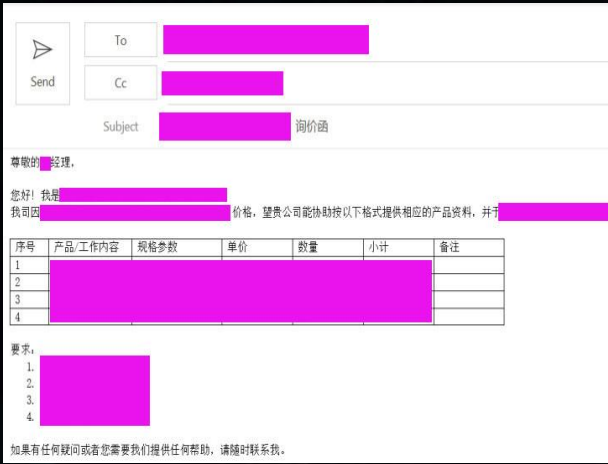 To
Send
Cc
Subject 询价函
尊敬的 经理,
您好! 我是
我司因 价格, 望贵公司能协助按以下格式提供相应的产品资料, 并于
序号 产品/工作内容 规格参数 单价 数量 小计 备注
1
2
3
4
要求:
1.
2.
3.
4.
如果有任何疑问或者您需要我们提供任何帮助, 请随时联系我。